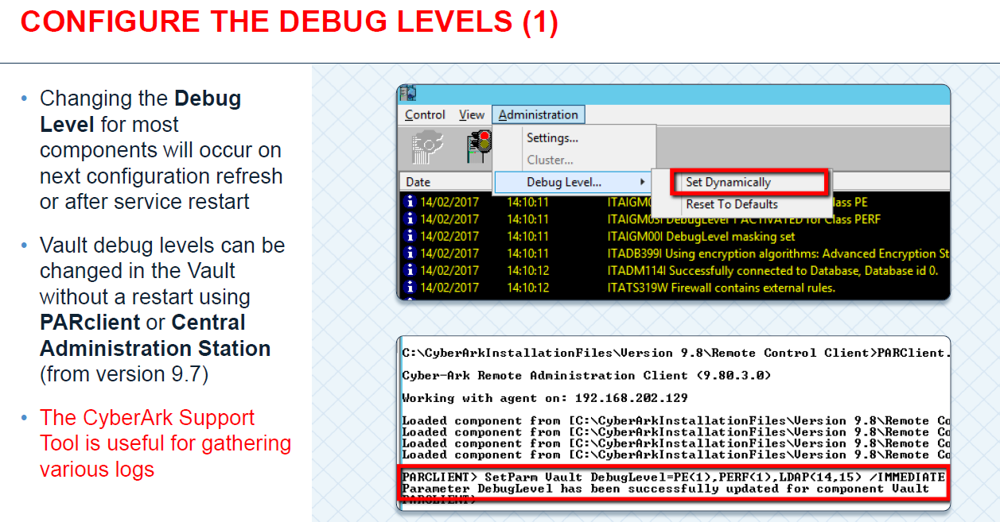 CONFIGURE THE DEBUG LEVELS (1)
• Changing the Debug
Level for most
components will occur on
next configuration refresh
or after service restart
• Vault debug levels can be
changed in the Vault
without a restart using
PARclient or Central
Administration Station
(from version 9.7)
• The CyberArk Support
Tool is useful for gathering
various logs
Control View Administration
Settings...
Cluster...
Debug Level...
Set Dynamically
Reset To Defaults
Date
14/02/2017 14:10:11 ITAIGM lass PE
14/02/2017 14:10:11 ITAIGM03I DebugLevel 1 ACTIVATED for Class PERF
14/02/2017 14:10:11 ITAIGM00I DebugLevel masking set
14/02/2017 14:10:11 ITADB399I Using encryption algorithms: Advanced Encryption St
14/02/2017 14:10:12 ITADM114I Successfully connected to Database, Database id 0.
14/02/2017 14:10:12 ITATS319W Firewall contains external rules.
C:\CyberArkInstallationFiles\Version 9.8\Remote Control Client>PARClient.
Cyber-Ark Remote Administration Client (9.80.3.0)
Working with agent on: 192.168.202.129
Loaded component from [C:\CyberArkInstallationFiles\Version 9.8\Remote Co
Loaded component from [C:\CyberArkInstallationFiles\Version 9.8\Remote Co
Loaded component from [C:\CyberArkInstallationFiles\Version 9.8\Remote Co
Loaded component from [C:\CyberArkInstallationFiles\Version 9.8\Remote Co
PARCLIENT> SetParm Vault DebugLevel=PE(1),PERF(1),LDAP(14,15) /IMMEDIATE
Parameter DebugLevel has been successfully updated for component Vault
PARCLIENT>